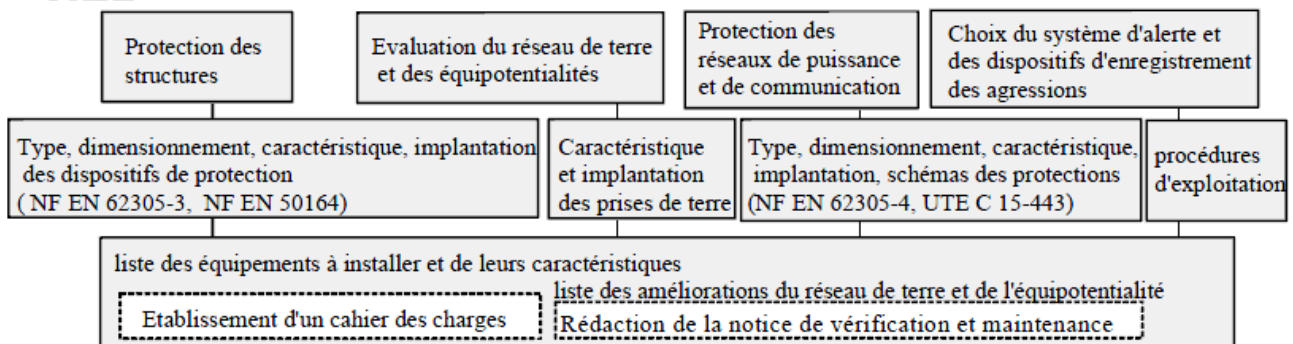 Protection des
structures
Evaluation du réseau de terre
et des équipotentialités
Protection des
réseaux de puissance
et de communication
Choix du système d'alerte et
des dispositifs d'enregistrement
des agressions
Type, dimensionnement, caractéristique, implantation
des dispositifs de protection
( NF EN 62305-3, NF EN 50164)
Caractéristique
et implantation
des prises de terre
Type, dimensionnement, caractéristique,
implantation, schémas des protections
(NF EN 62305-4, UTE C 15-443)
procédures
d'exploitation
liste des équipements à installer et de leurs caractéristiques
liste des améliorations du réseau de terre et de l'équipotentialité
Etablissement d'un cahier des charges
Rédaction de la notice de vérification et maintenance